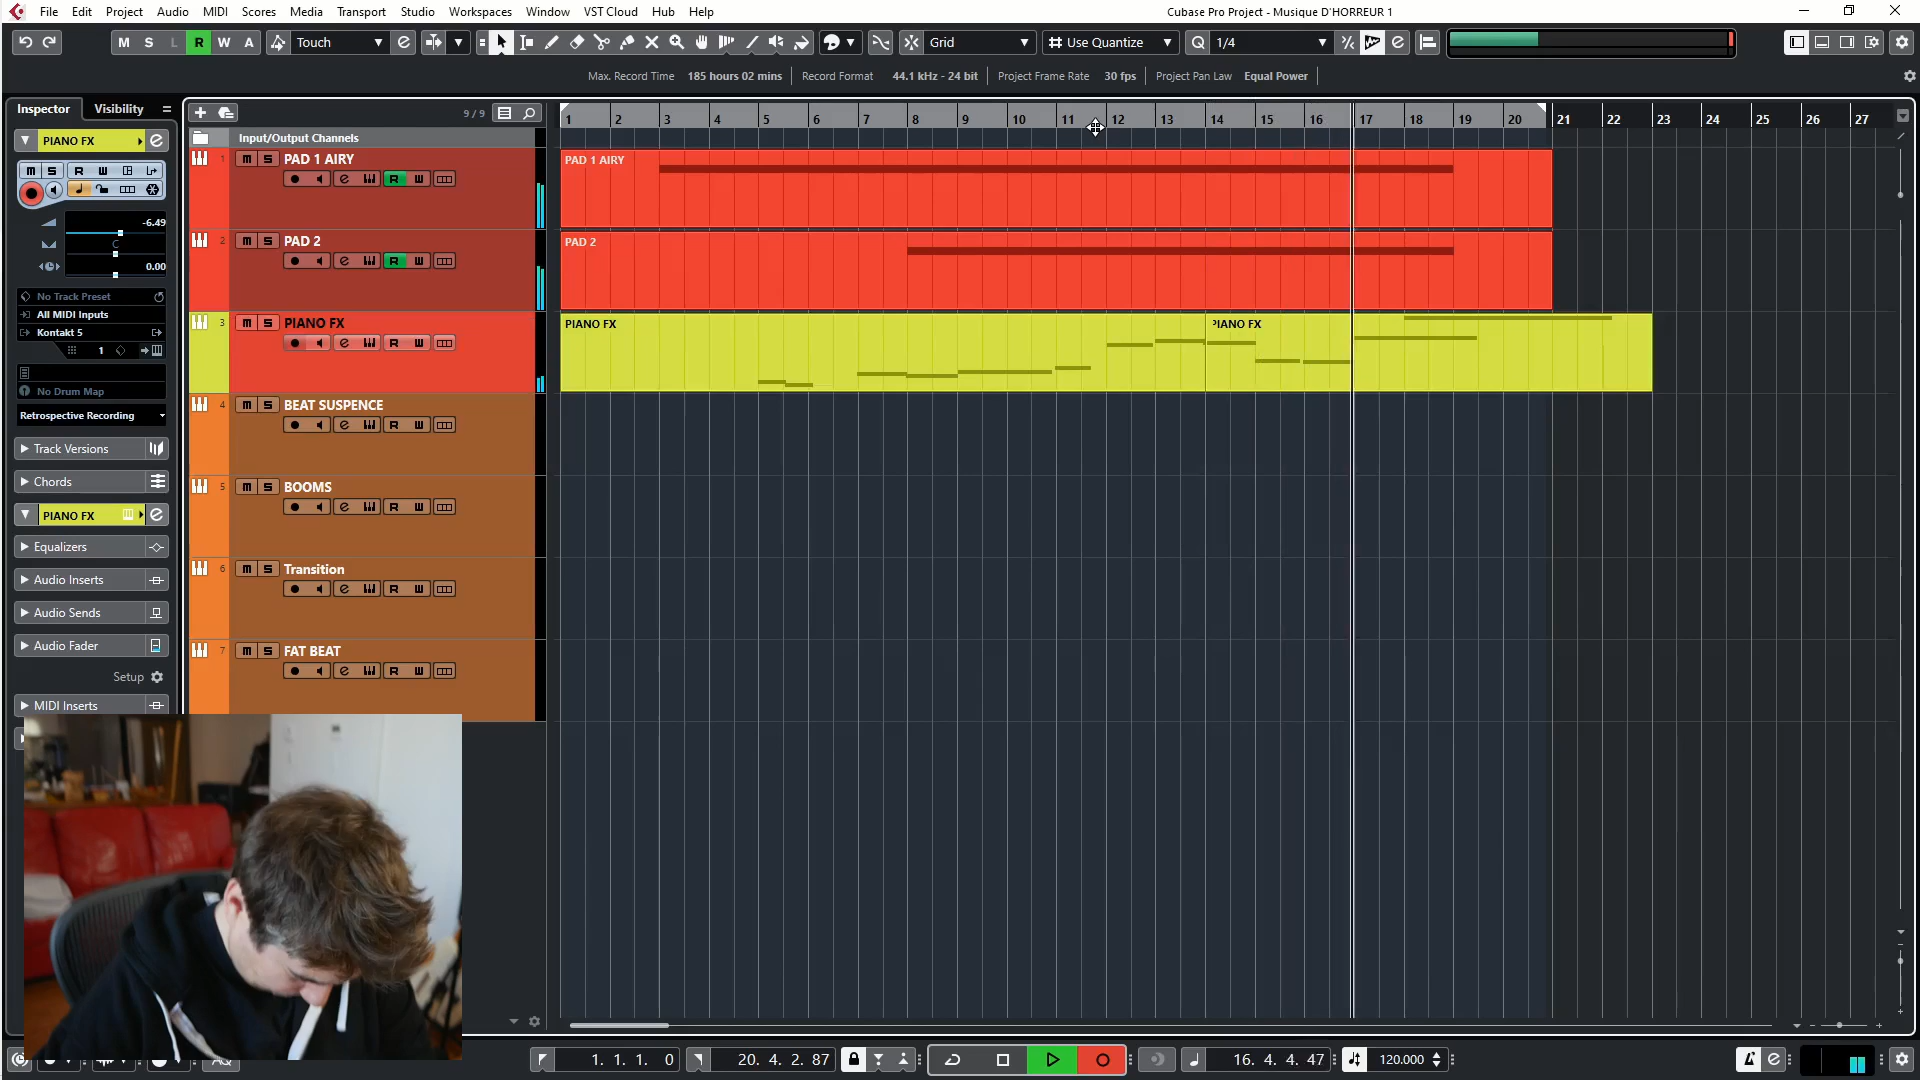 File Edit Project Audio MIDI Scores Media Transport Studio Workspaces Window VST Cloud Hub Help
Cubase Pro Project - Musique D'HORREUR 1
M S L R W A
Touch
Grid
Use Quantize
1/4
Max. Record Time 185 hours 02 mins Record Format 44.1 kHz - 24 bit Project Frame Rate 30 fps Project Pan Law Equal Power
Inspector Visibility
9 / 9
1 2 3 4 5 6 7 8 9 10 11 12 13 14 15 16 17 18 19 20 21 22 23 24 25 26 27
PIANO FX
Input/Output Channels
-6.49
C
0.00
No Track Preset
All MIDI Inputs
Kontakt 5
1
No Drum Map
Retrospective Recording
Track Versions
Chords
PIANO FX
Equalizers
Audio Inserts
Audio Sends
Audio Fader
Setup
MIDI Inserts
1 m S PAD 1 AIRY
R W
2 m S PAD 2
R W
3 m S PIANO FX
R W
4 m S BEAT SUSPENCE
R W
5 m S BOOMS
R W
6 m S Transition
R W
7 m S FAT BEAT
R W
PAD 1 AIRY
PAD 2
PIANO FX
PIANO FX
1. 1. 1. 0
20. 4. 2. 87
16. 4. 4. 47
120.000